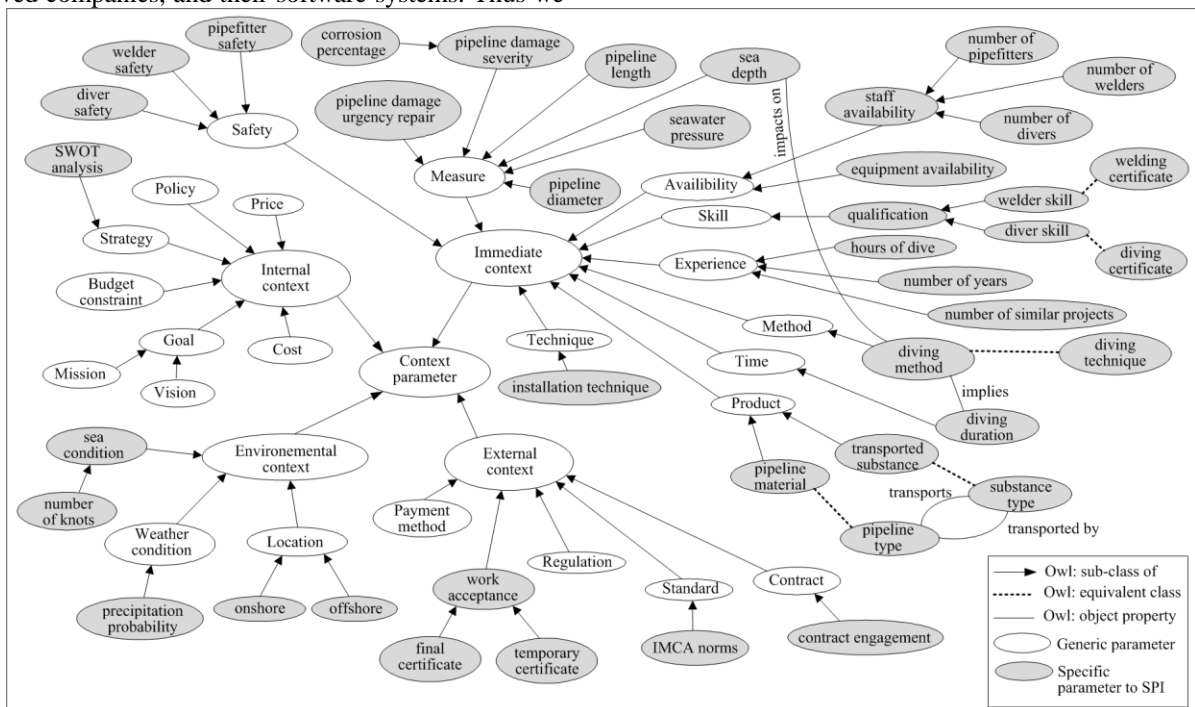 ved companies, and their software systems. Thus we
pipefitter
safety
corrosion
percentage
pipeline damage
severity
sea
depth
number of
pipefitters
welder
safety
pipeline
length
number of
welders
diver
safety
pipeline damage
urgency repair
staff
availability
impacts on
Safety
seawater
pressure
number of
divers
SWOT
analysis
Policy
Measure
Availibility
equipment availability
welding
certificate
Price
pipeline
diameter
Skill
qualification
welder skill
Strategy
diver skill
Internal
context
Immediate
context
Experience
hours of dive
diving
certificate
Budget
constraint
number of years
number of similar projects
Goal
Cost
Technique
Method
Mission
Vision
Context
parameter
installation technique
Time
diving
method
diving
technique
implies
Product
diving
duration
sea
condition
Environemental
context
External
context
transported
substance
pipeline
material
number
of knots
transports
substance
type
Payment
method
Weather
condition
Location
pipeline
type
transported by
Regulation
work
acceptance
Standard
Contract
precipitation
probability
onshore
offshore
final
certificate
temporary
certificate
IMCA norms
contract engagement
Owl: sub-class of
Owl: equivalent class
Owl: object property
Generic parameter
Specific
parameter to SPI